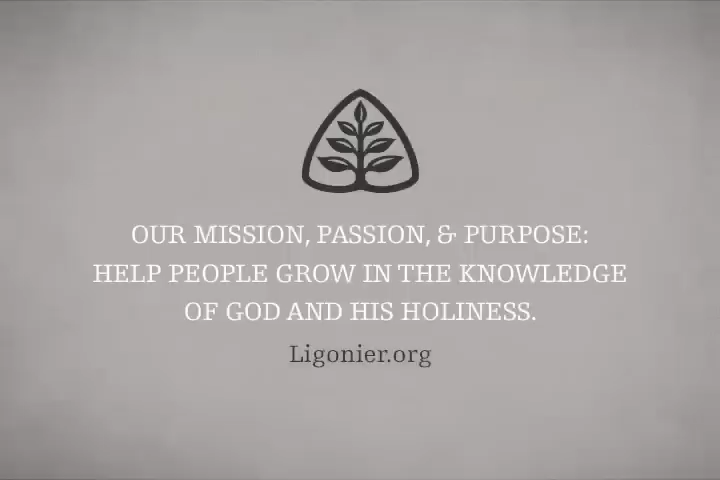 OUR MISSION, PASSION, & PURPOSE:
HELP PEOPLE GROW IN THE KNOWLEDGE
OF GOD AND HIS HOLINESS.
Ligonier.org